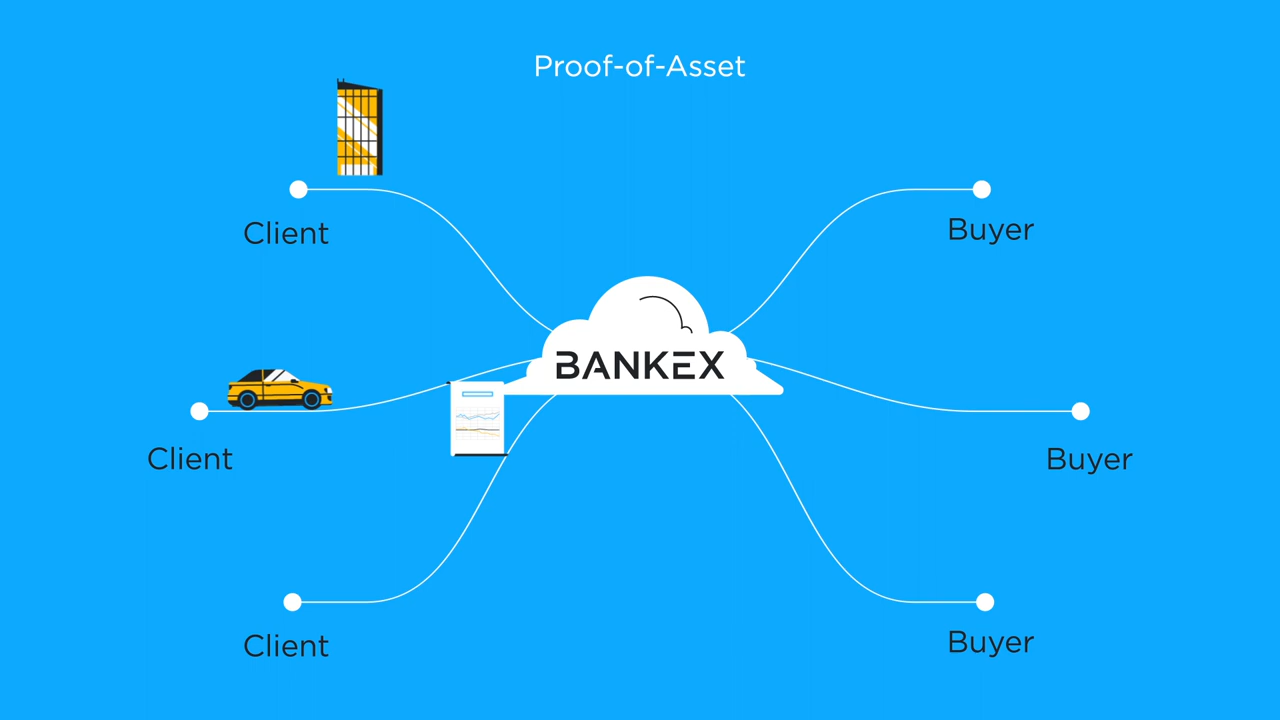 Proof-of-Asset
Client
Buyer
BANKEX
Client
Buyer
Client
Buyer